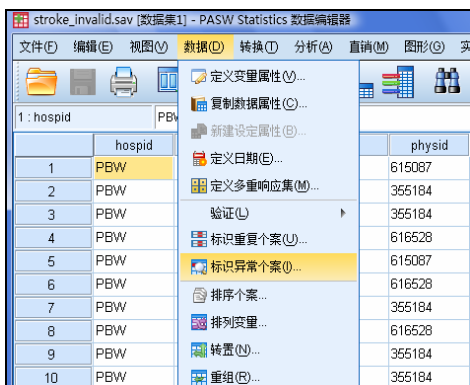 stroke_invalid.sav [数据集1] - PASW Statistics 数据编辑器
文件(F) 编辑(E) 视图(V) 数据(D) 转换(T) 分析(A) 直销(M) 图形(G) 实
1 : hospid PBW
hospid physid
定义变量属性(V)...
复制数据属性(C)...
新建设定属性(B)...
定义日期(E)...
定义多重响应集(M)...
验证(L)
标识重复个案(U)...
标识异常个案(I)...
排序个案...
排列变量...
转置(N)...
重组(R)...
1 PBW 615087
2 PBW 355184
3 PBW 355184
4 PBW 616528
5 PBW 615087
6 PBW 616528
7 PBW 355184
8 PBW 616528
9 PBW 355184
10 PBW 355184